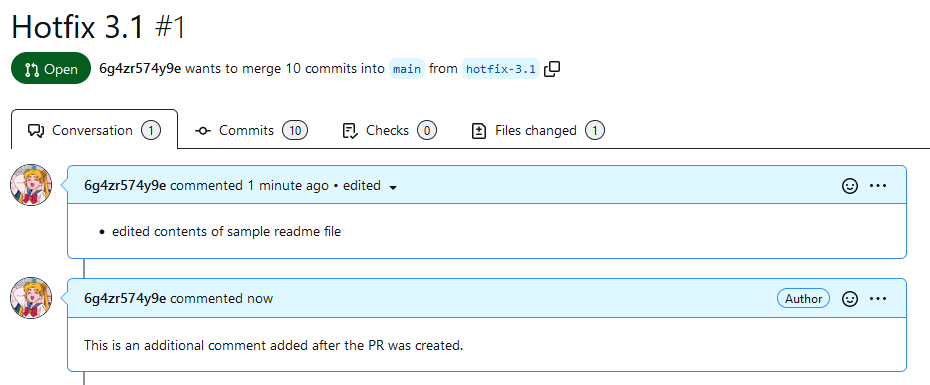 Hotfix 3.1 #1
Open 6g4zr574y9e wants to merge 10 commits into main from hotfix-3.1
Conversation 1 Commits 10 Checks 0 Files changed 1
6g4zr574y9e commented 1 minute ago • edited
• edited contents of sample readme file
6g4zr574y9e commented now Author
This is an additional comment added after the PR was created.